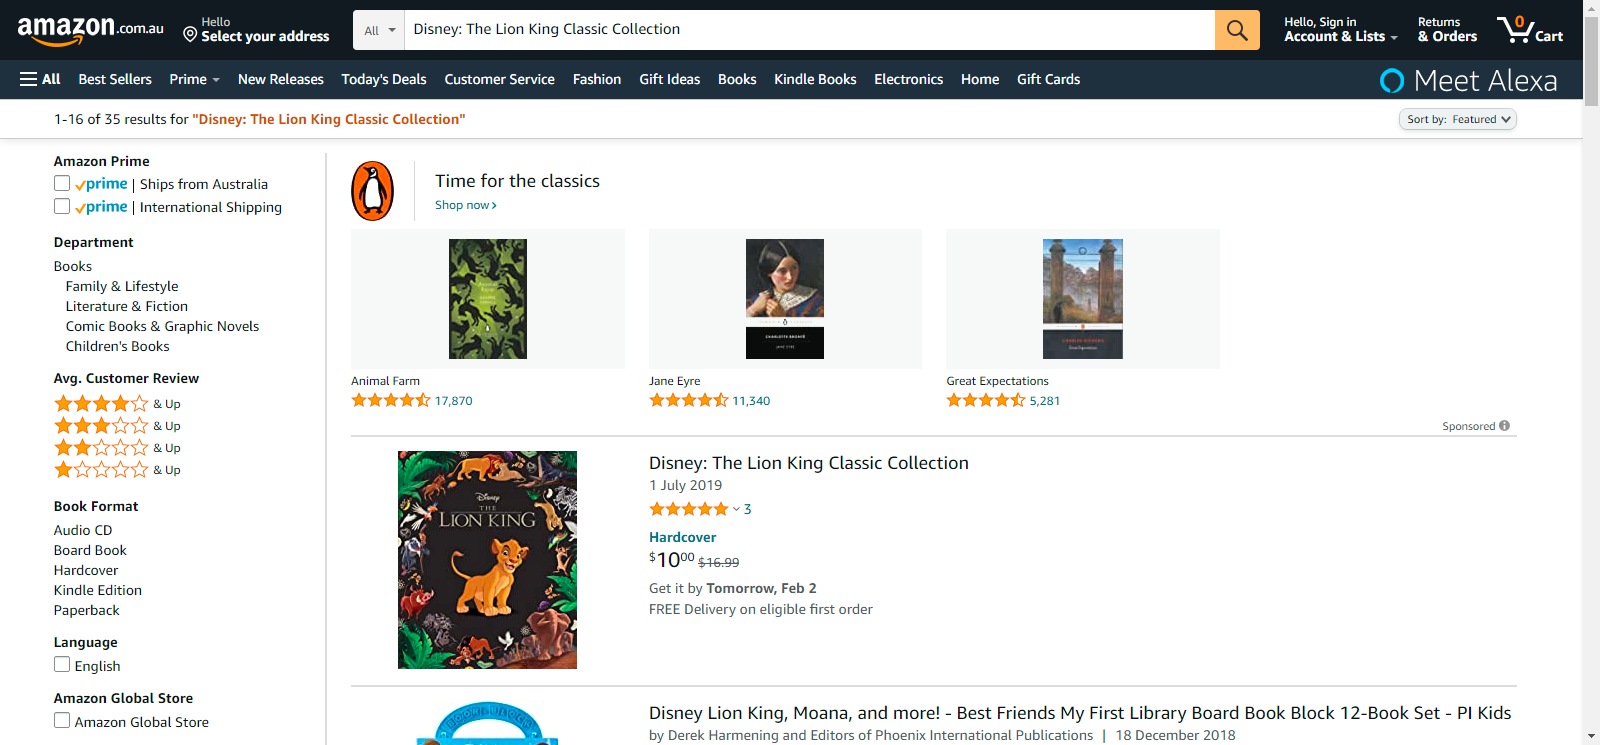 amazon.com.au
Hello
Select your address
All
Disney: The Lion King Classic Collection
Hello, Sign in
Account & Lists
Returns
& Orders
0
Cart
All
Best Sellers
Prime
New Releases
Today's Deals
Customer Service
Fashion
Gift Ideas
Books
Kindle Books
Electronics
Home
Gift Cards
Meet Alexa
1-16 of 35 results for "Disney: The Lion King Classic Collection"
Sort by: Featured
Amazon Prime
prime | Ships from Australia
prime | International Shipping
Department
Books
Family & Lifestyle
Literature & Fiction
Comic Books & Graphic Novels
Children's Books
Avg. Customer Review
& Up
& Up
& Up
& Up
Book Format
Audio CD
Board Book
Hardcover
Kindle Edition
Paperback
Language
English
Amazon Global Store
Amazon Global Store
Time for the classics
Shop now
CHARLOTTE BRONTË
JANE EYRE
Animal Farm
17,870
Jane Eyre
11,340
Great Expectations
5,281
Sponsored
Disney
THE
LION KING
Disney: The Lion King Classic Collection
1 July 2019
3
Hardcover
$1000 $16.99
Get it by Tomorrow, Feb 2
FREE Delivery on eligible first order
Disney Lion King, Moana, and more! - Best Friends My First Library Board Book Block 12-Book Set - PI Kids
by Derek Harmening and Editors of Phoenix International Publications | 18 December 2018